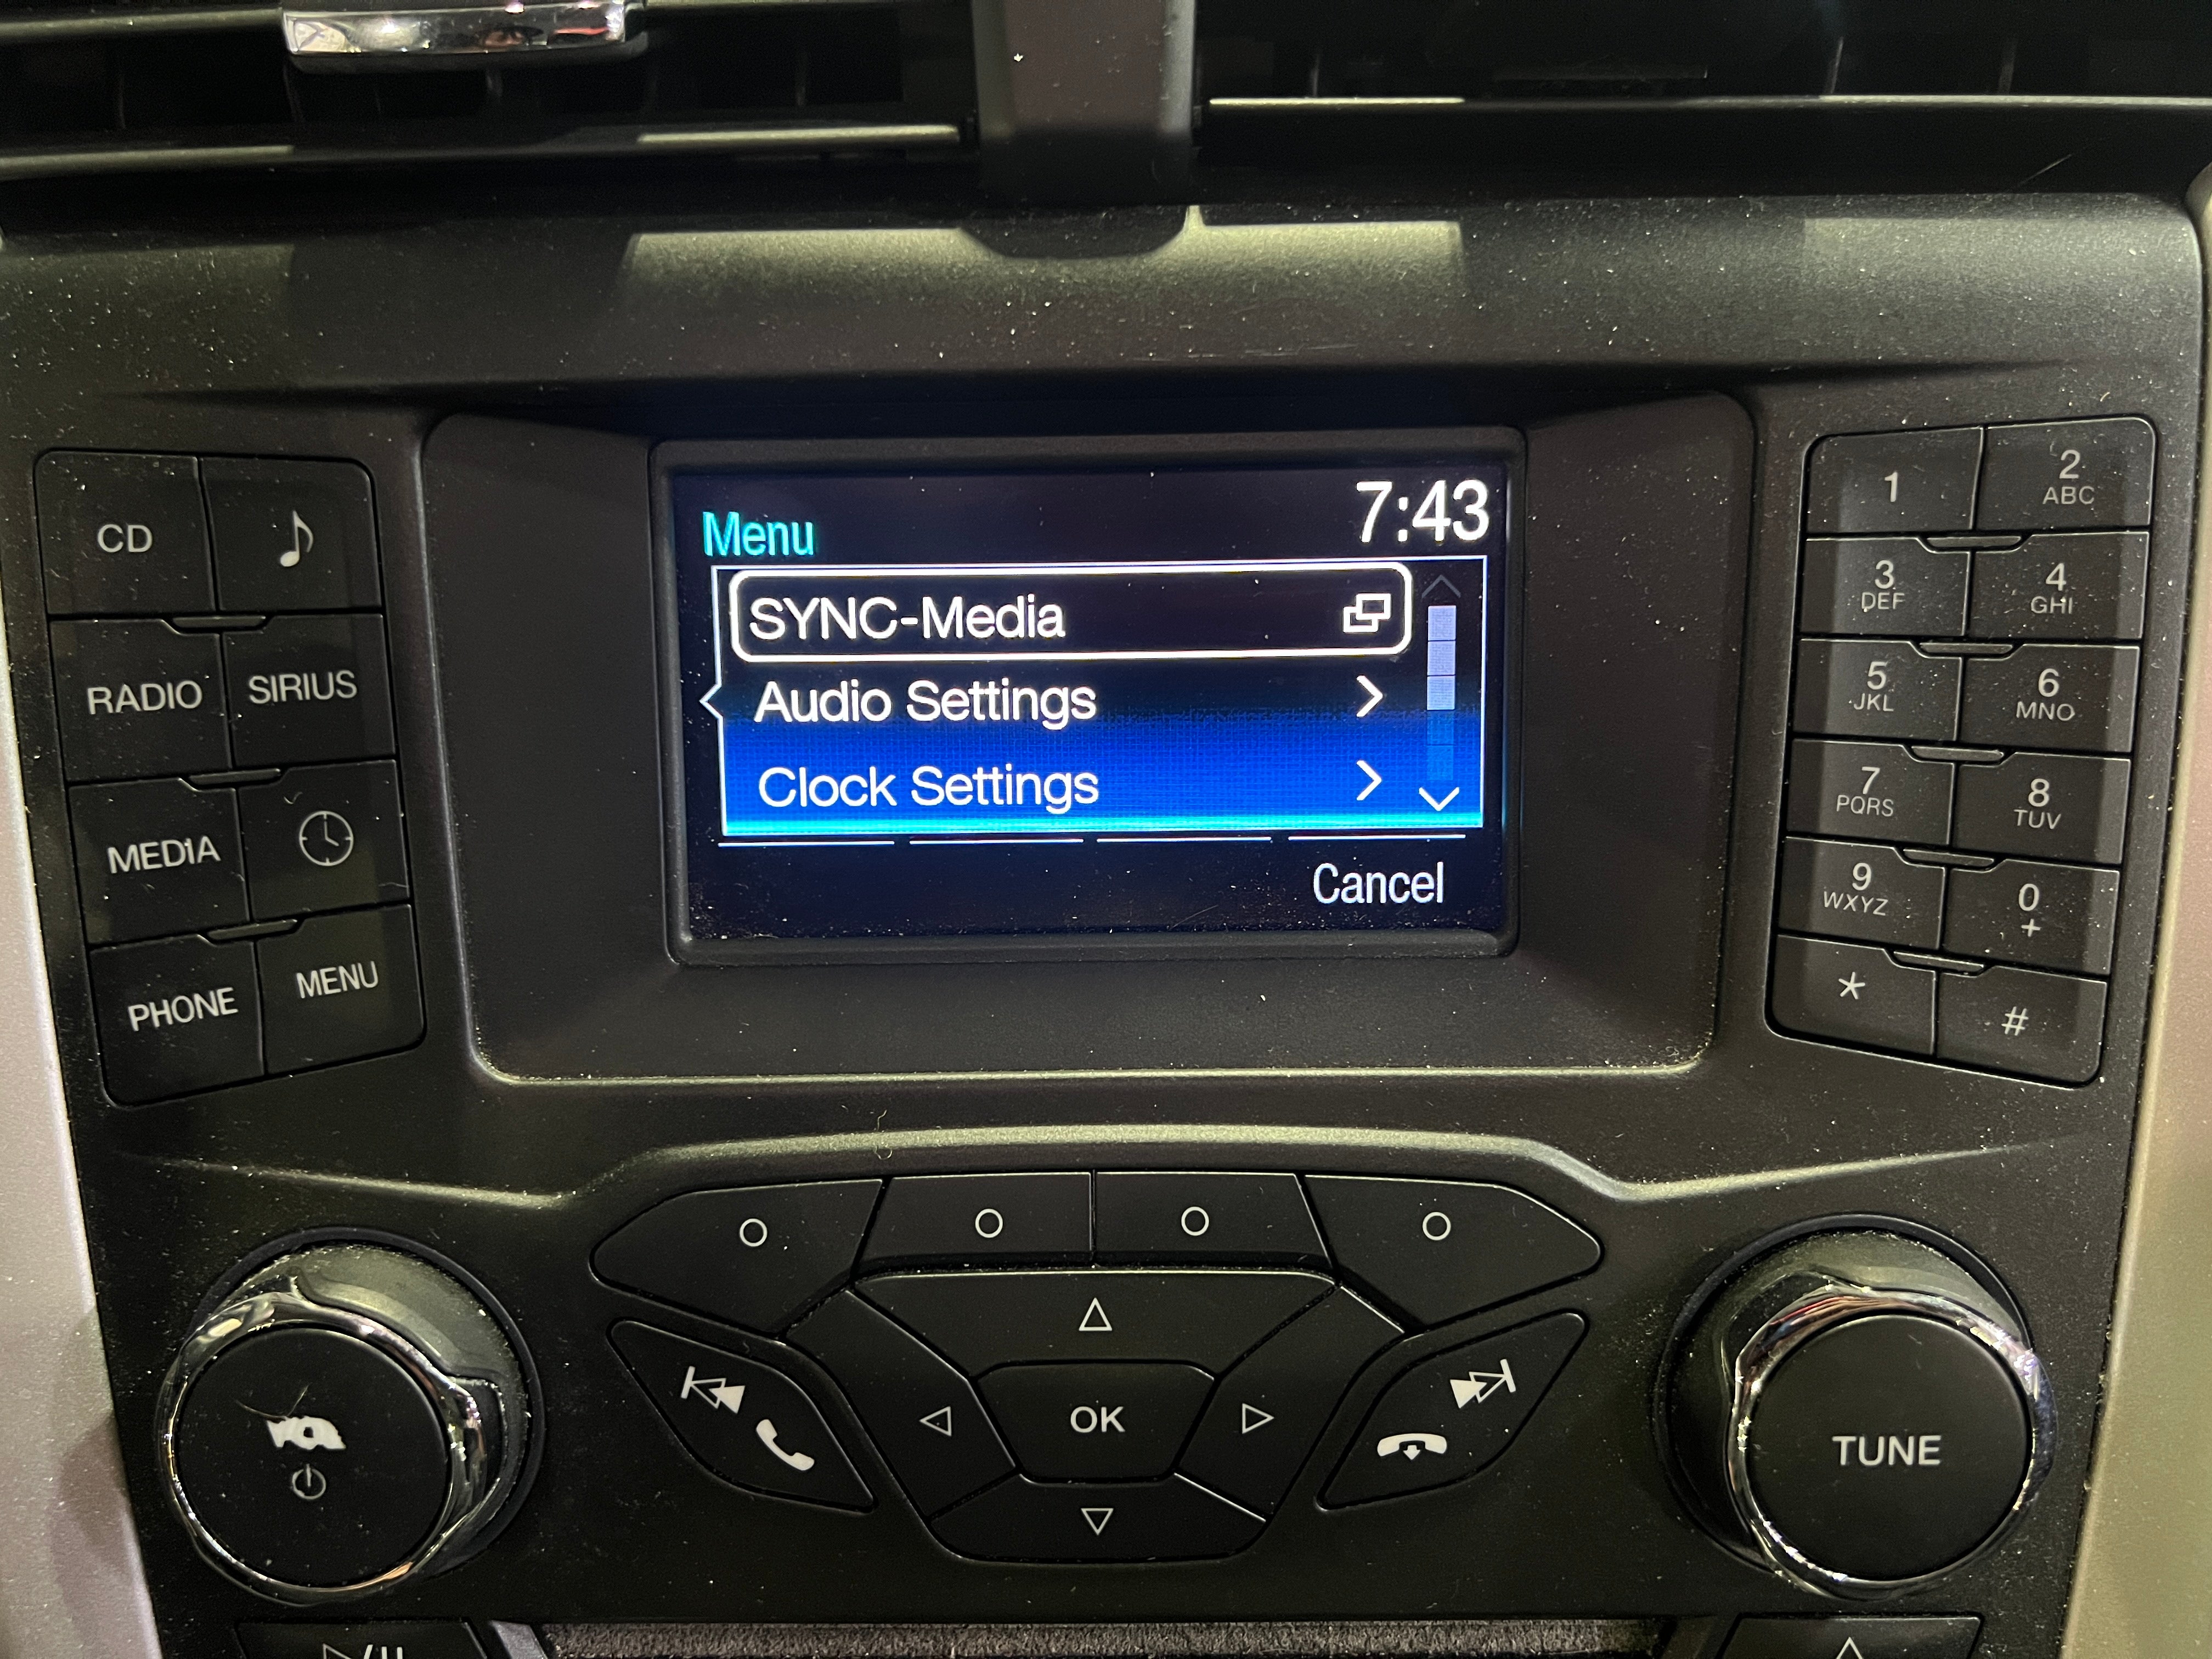 Menu
7:43
SYNC-Media
Audio Settings
Clock Settings
Cancel
CD
RADIO
SIRIUS
MEDIA
PHONE
MENU
1
2
ABC
3
DEF
4
GHI
5
JKL
6
MNO
7
PQRS
8
TUV
9
WXYZ
0
+
*
#
OK
TUNE